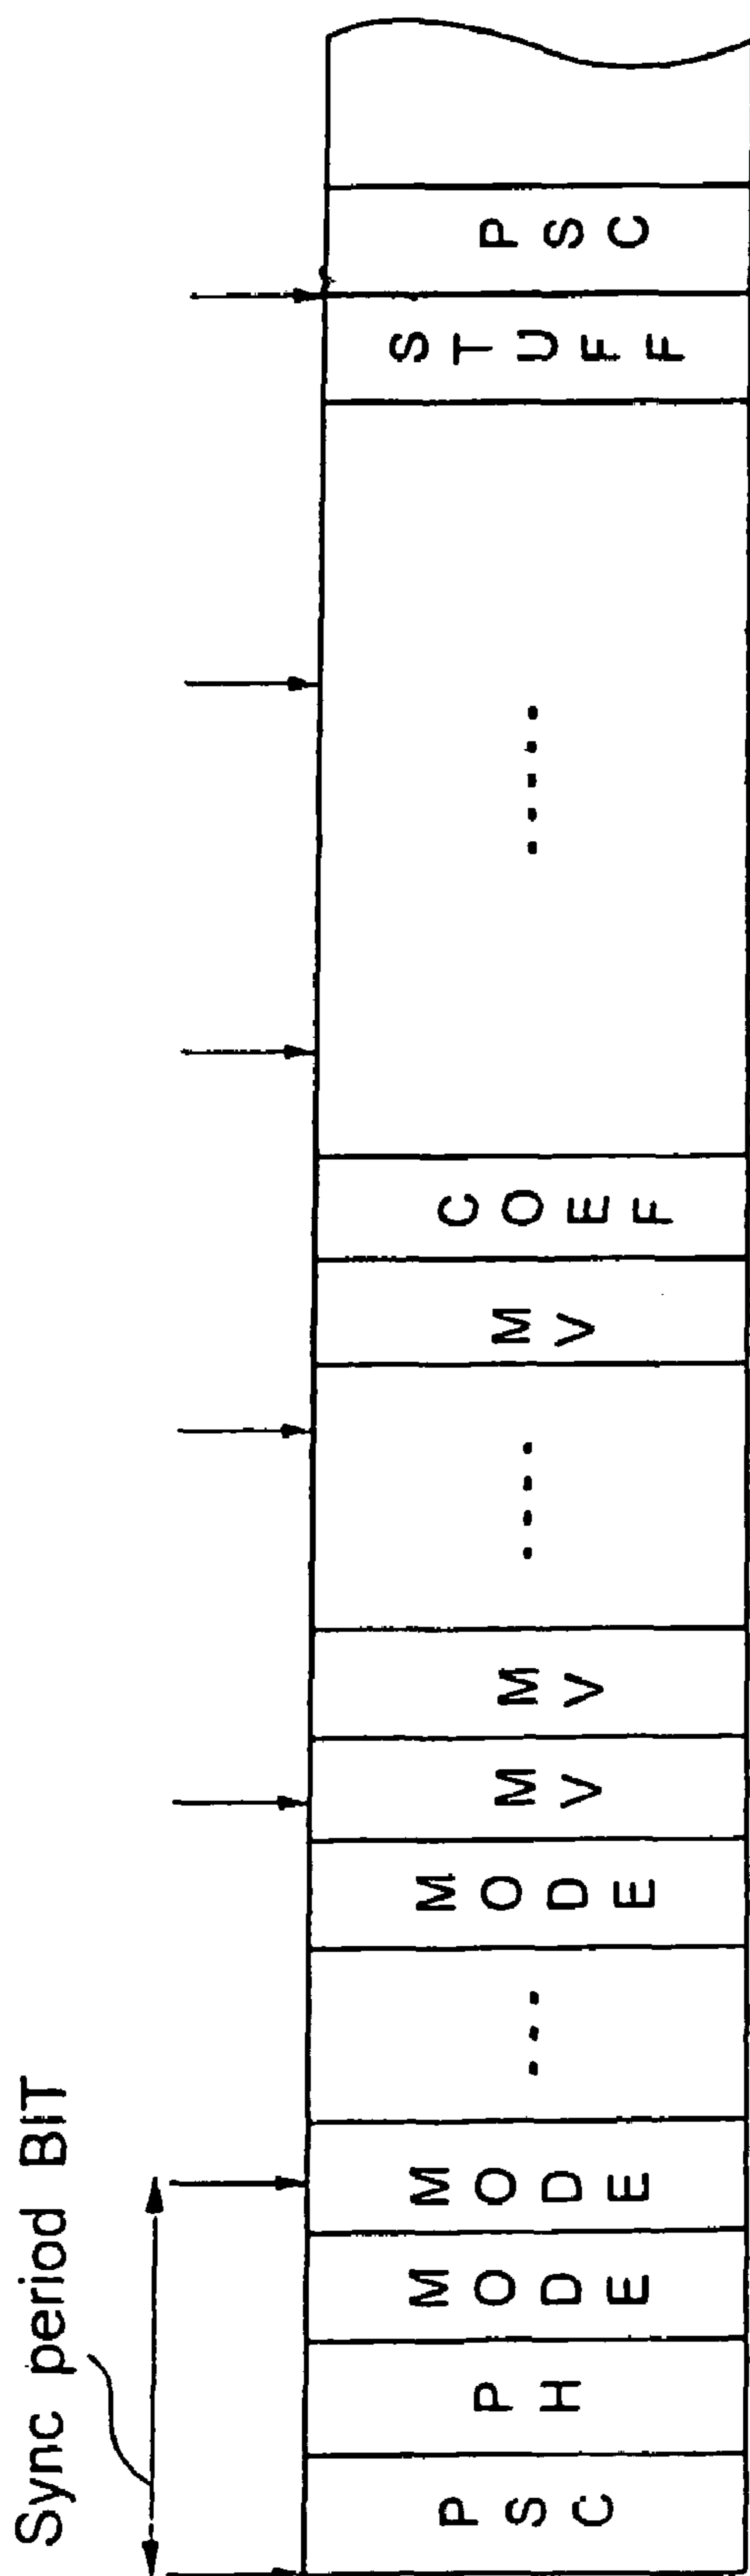 Sync period BIT
PSC
PH
MODE
MODE
...
MODE
MV
MV
....
MV
COEF
.....
STUFF
PSC